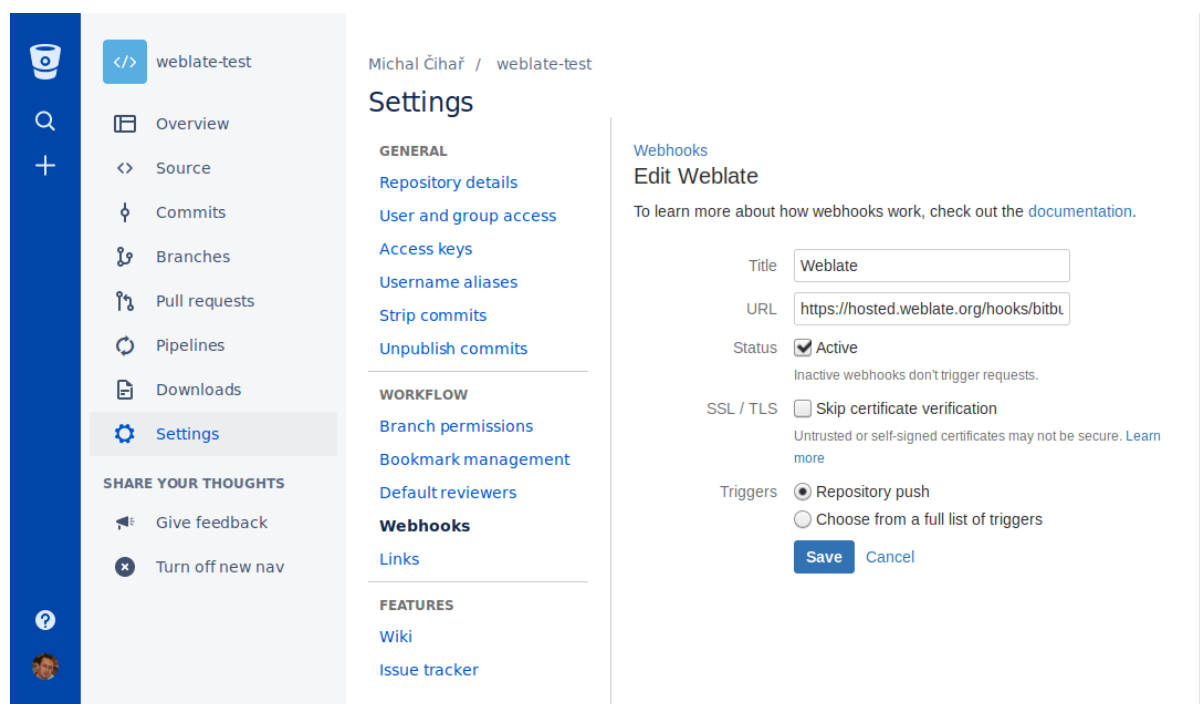 weblate-test
Overview
Source
Commits
Branches
Pull requests
Pipelines
Downloads
Settings
SHARE YOUR THOUGHTS
Give feedback
Turn off new nav
Michal Čihař / weblate-test
Settings
GENERAL
Repository details
User and group access
Access keys
Username aliases
Strip commits
Unpublish commits
WORKFLOW
Branch permissions
Bookmark management
Default reviewers
Webhooks
Links
FEATURES
Wiki
Issue tracker
Webhooks
Edit Weblate
To learn more about how webhooks work, check out the documentation.
Title Weblate
URL https://hosted.weblate.org/hooks/bitbu
Status Active
Inactive webhooks don't trigger requests.
SSL / TLS Skip certificate verification
Untrusted or self-signed certificates may not be secure. Learn
more
Triggers Repository push
Choose from a full list of triggers
Save Cancel